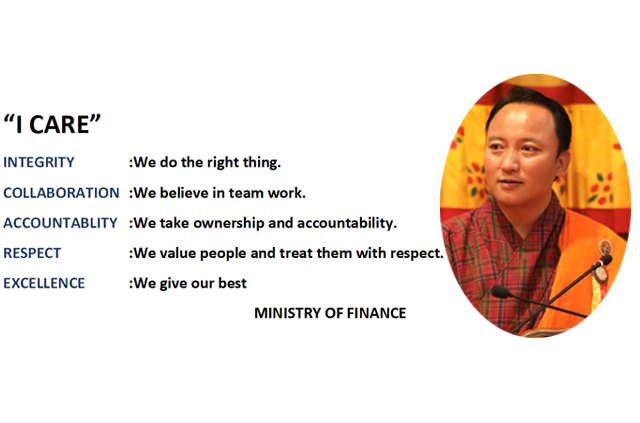 “I CARE”
INTEGRITY :We do the right thing.
COLLABORATION :We believe in team work.
ACCOUNTABLITY :We take ownership and accountability.
RESPECT :We value people and treat them with respect.
EXCELLENCE :We give our best
MINISTRY OF FINANCE